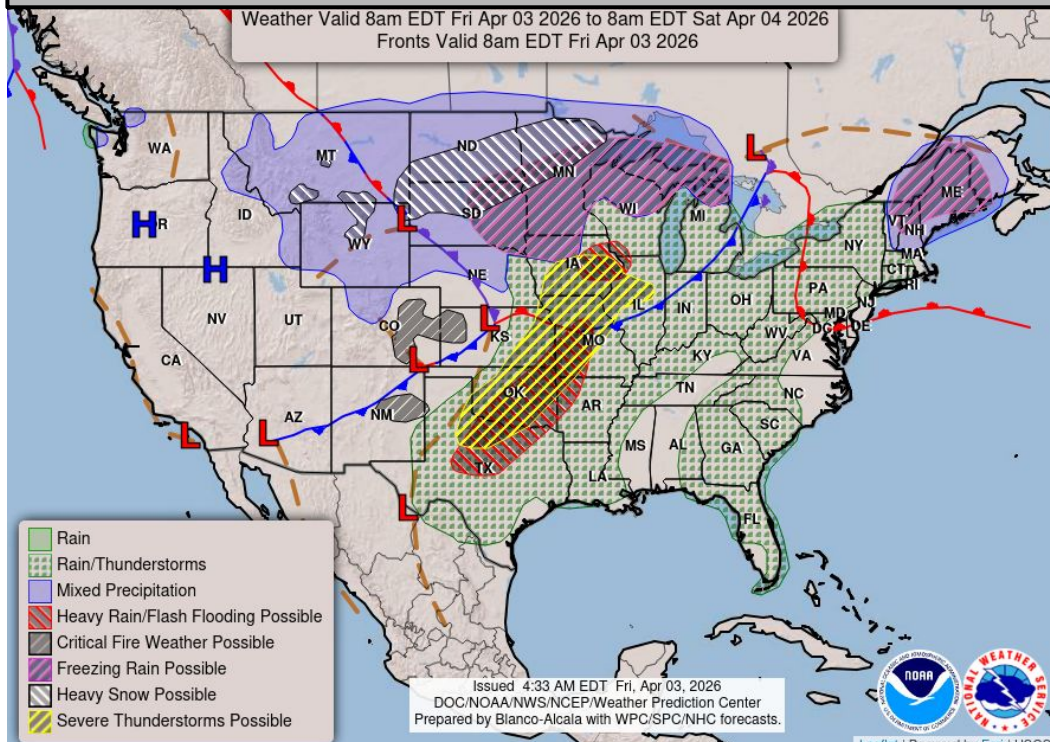 Weather Valid 8am EDT Fri Apr 03 2026 to 8am EDT Sat Apr 04 2026
Fronts Valid 8am EDT Fri Apr 03 2026
WA
MT
ND
MN
ME
R
ID
SD
WI
MI
VT
NH
WY
NY
MA
IA
CT
RI
NE
PA
NV
UT
CO
KS
IL
IN
OH
NJ
MD
DE
DC
MO
WV
VA
CA
KY
AZ
NM
OK
AR
TN
NC
SC
MS
AL
GA
TX
LA
FL
H
H
L
L
L
L
L
L
L
Rain
Rain/Thunderstorms
Mixed Precipitation
Heavy Rain/Flash Flooding Possible
Critical Fire Weather Possible
Freezing Rain Possible
Heavy Snow Possible
Severe Thunderstorms Possible
Issued 4:33 AM EDT Fri, Apr 03, 2026
DOC/NOAA/NWS/NCEP/Weather Prediction Center
Prepared by Blanco-Alcala with WPC/SPC/NHC forecasts.
NOAA
NATIONAL WEATHER SERVICE